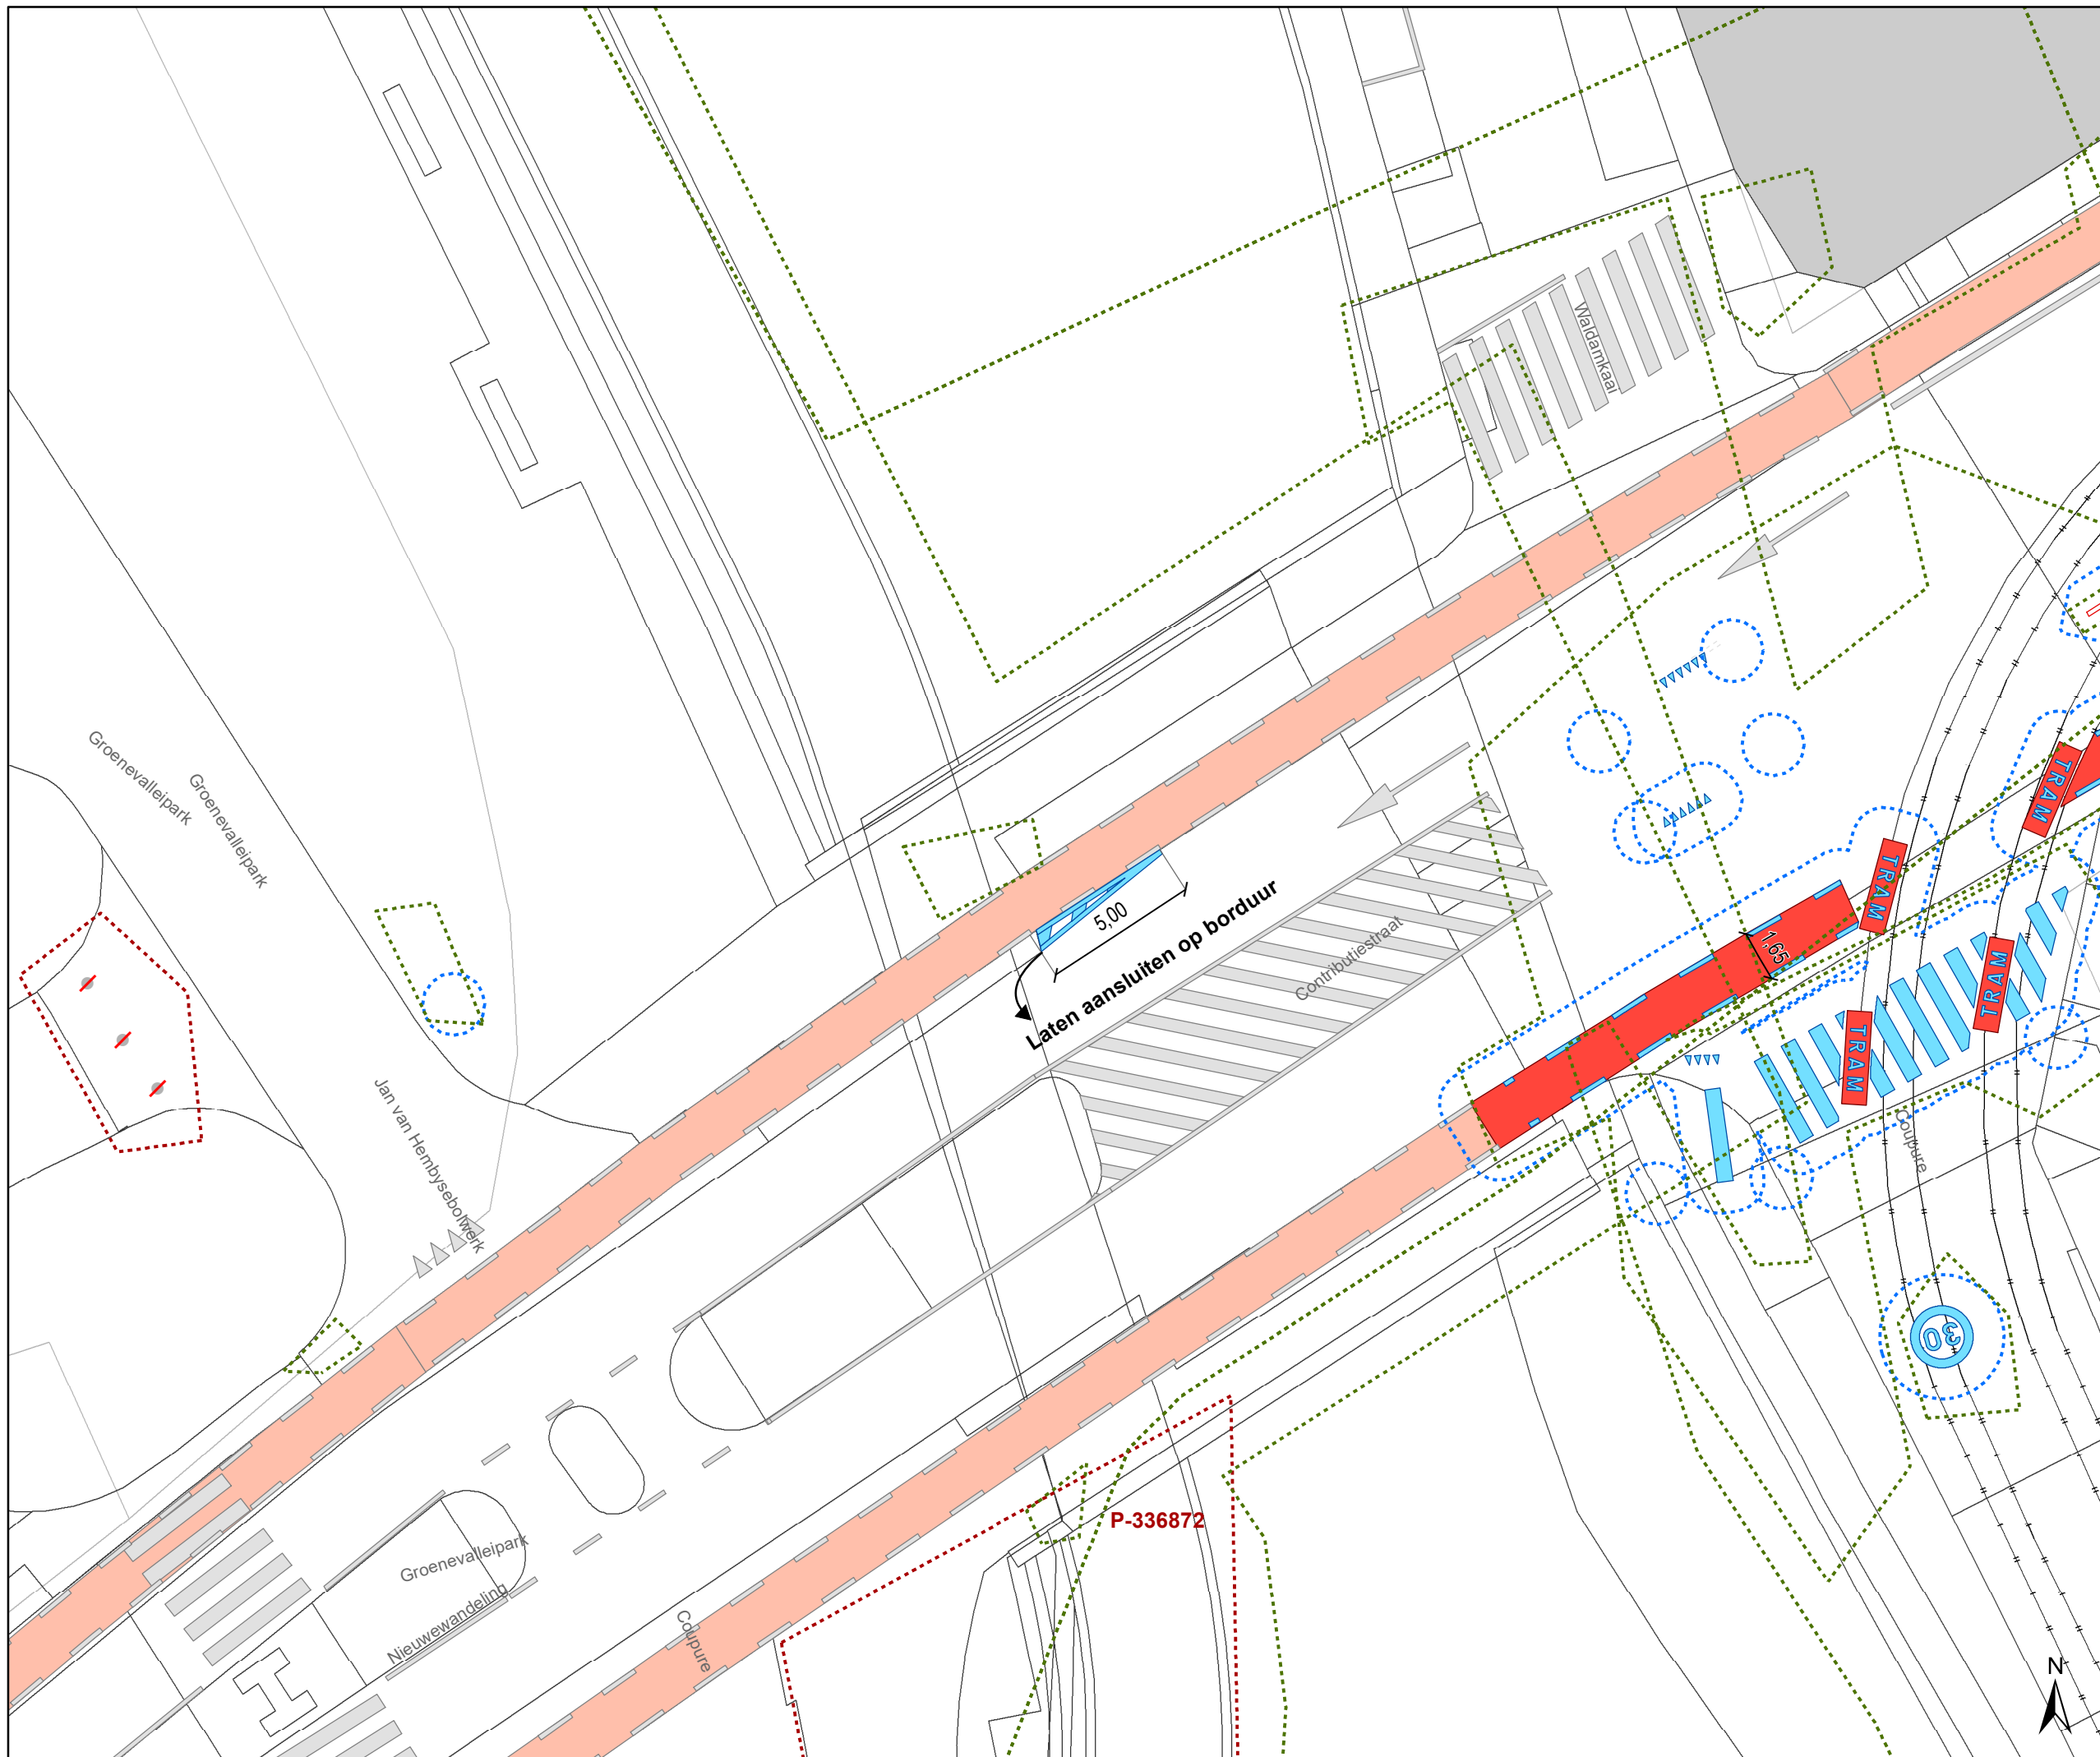 Waldamkaai
Groenevalleipark
Groenevalleipark
TRAM
TRAM
5,00
Laten aansluiten op borduur
Contributiestraat
1,65
TRAM
TRAM
Jan van Hembysebolwerk
Coupure
30
P-336872
Groenevalleipark
Nieuwewandeling
Coupure
N